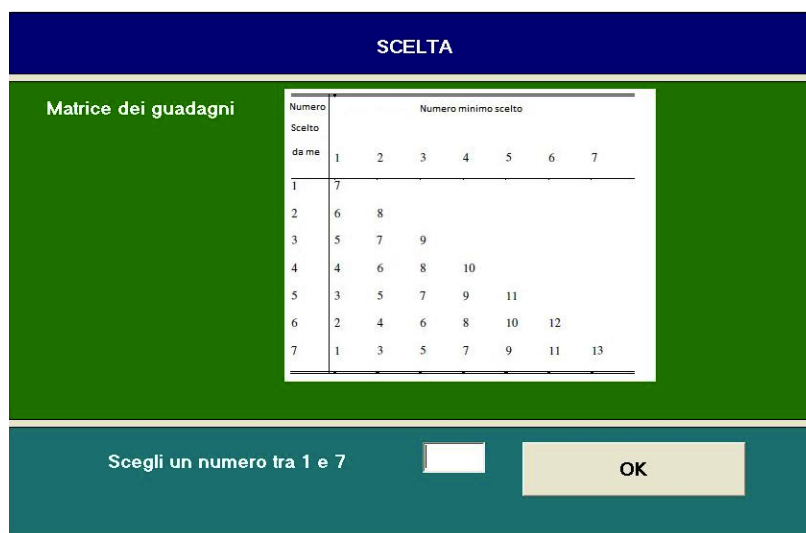 SCELTA
Matrice dei guadagni
Numero Numero minimo scelto
Scelto
da me 1 2 3 4 5 6 7
1 7
2 6 8
3 5 7 9
4 4 6 8 10
5 3 5 7 9 11
6 2 4 6 8 10 12
7 1 3 5 7 9 11 13
Scegli un numero tra 1 e 7
OK